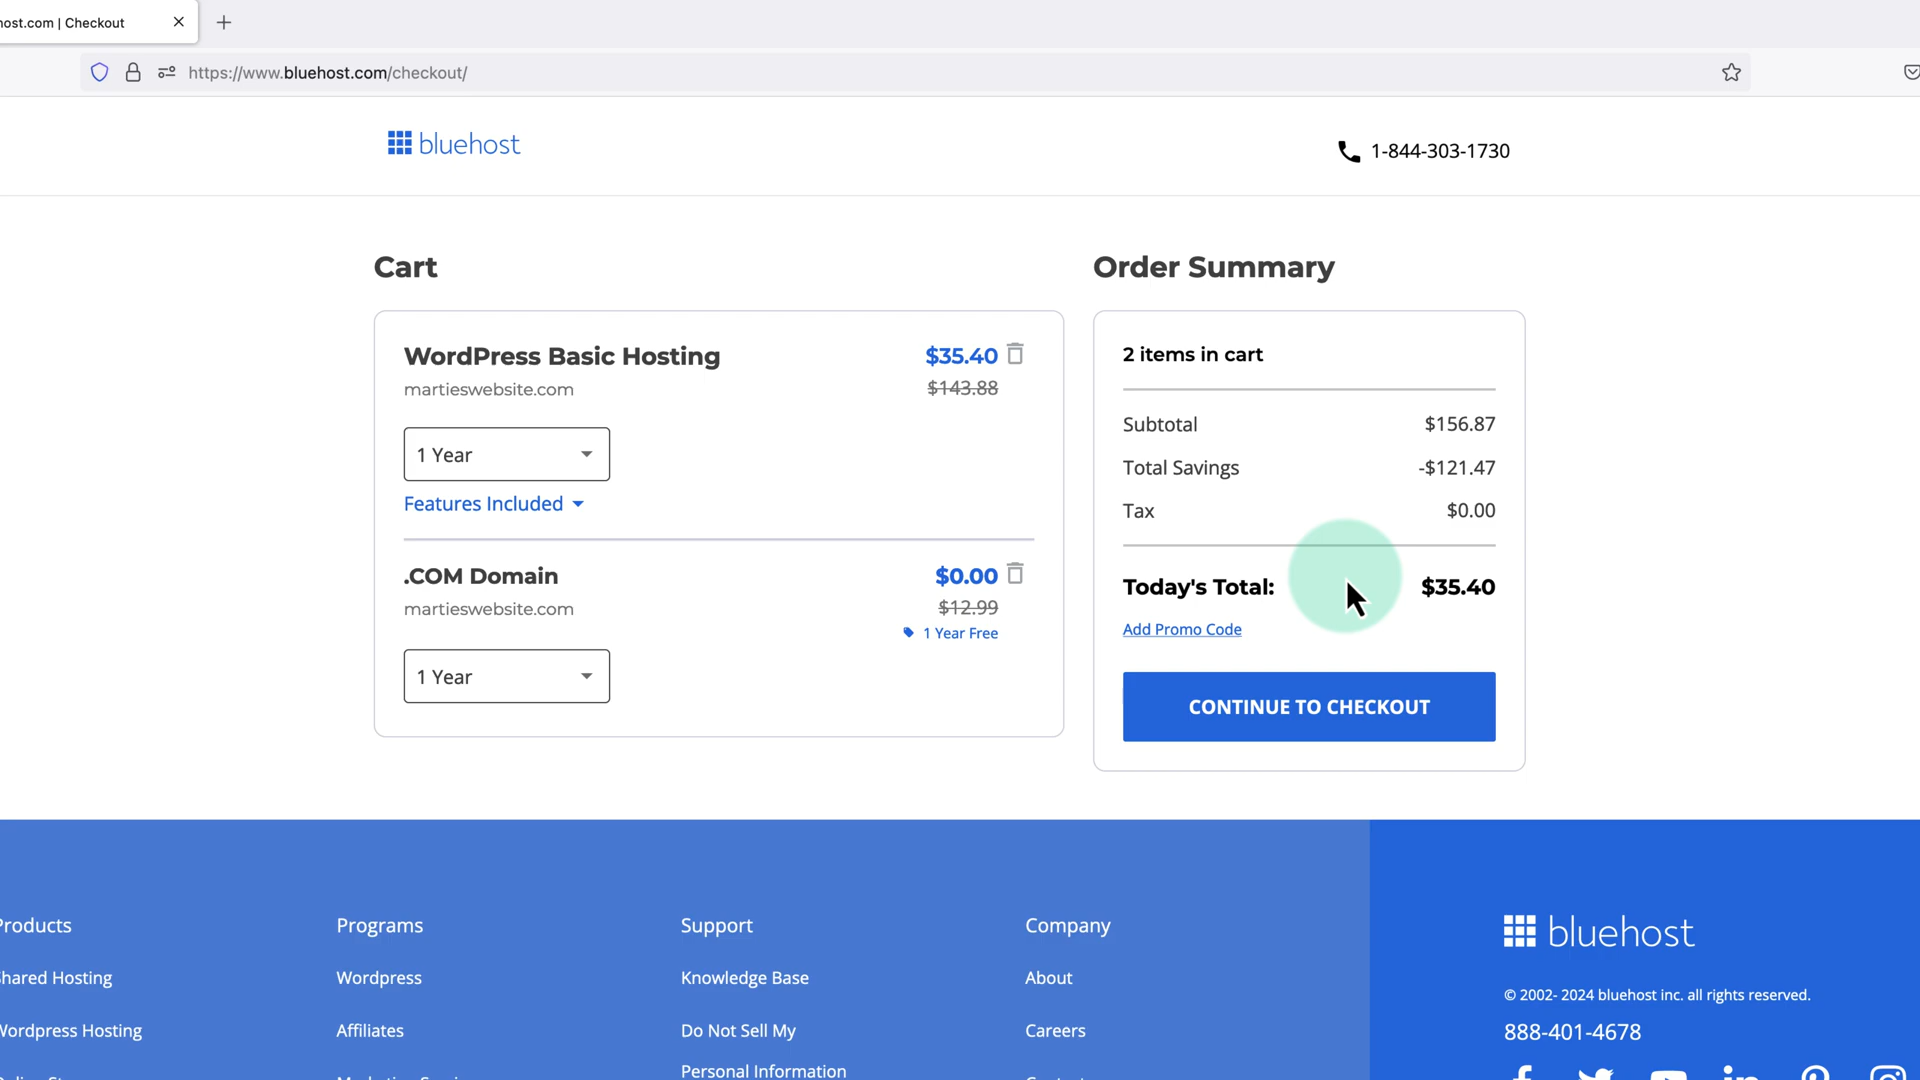 host.com | Checkout
https://www.bluehost.com/checkout/
bluehost
1-844-303-1730
Cart
Order Summary
WordPress Basic Hosting
$35.40
martieswebsite.com
$143.88
1 Year
Features Included
.COM Domain
$0.00
martieswebsite.com
$12.99
1 Year Free
1 Year
2 items in cart
Subtotal
$156.87
Total Savings
-$121.47
Tax
$0.00
Today's Total:
$35.40
Add Promo Code
CONTINUE TO CHECKOUT
Products
Shared Hosting
Wordpress Hosting
Programs
Wordpress
Affiliates
Support
Knowledge Base
Do Not Sell My
Personal Information
Company
About
Careers
bluehost
© 2002- 2024 bluehost inc. all rights reserved.
888-401-4678